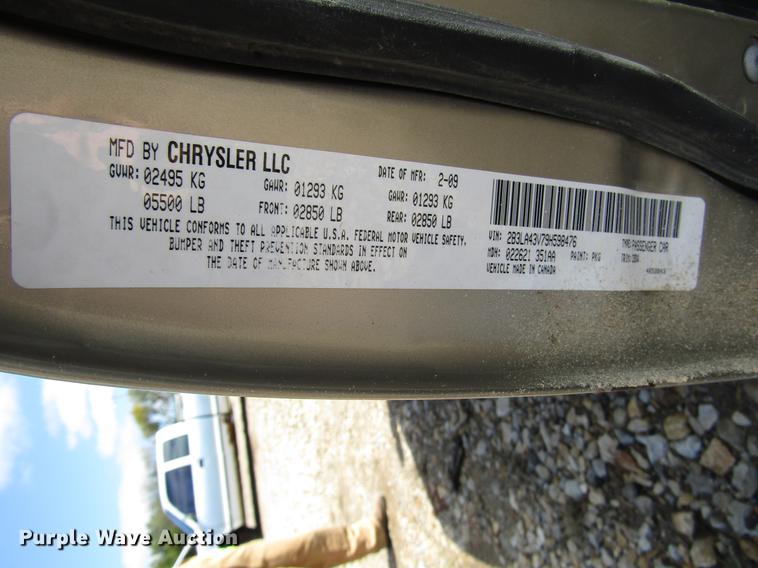 MFD BY CHRYSLER LLC
DATE OF MFR: 2-09
GVWR: 02495 KG
GAWR: 01293 KG
GAWR: 01293 KG
05500 LB
FRONT: 02850 LB
REAR: 02850 LB
THIS VEHICLE CONFORMS TO ALL APPLICABLE U.S.A. FEDERAL MOTOR VEHICLE SAFETY,
BUMPER AND THEFT PREVENTION STANDARDS IN EFFECT ON
THE DATE OF MANUFACTURE SHOWN ABOVE.
VIN: 2B3LA43V79H598476
TYPE: PASSENGER CAR
MDH: 022621 351AA
PAINT: PKG
TRIM:
VEHICLE MADE IN CANADA
Purple Wave Auction